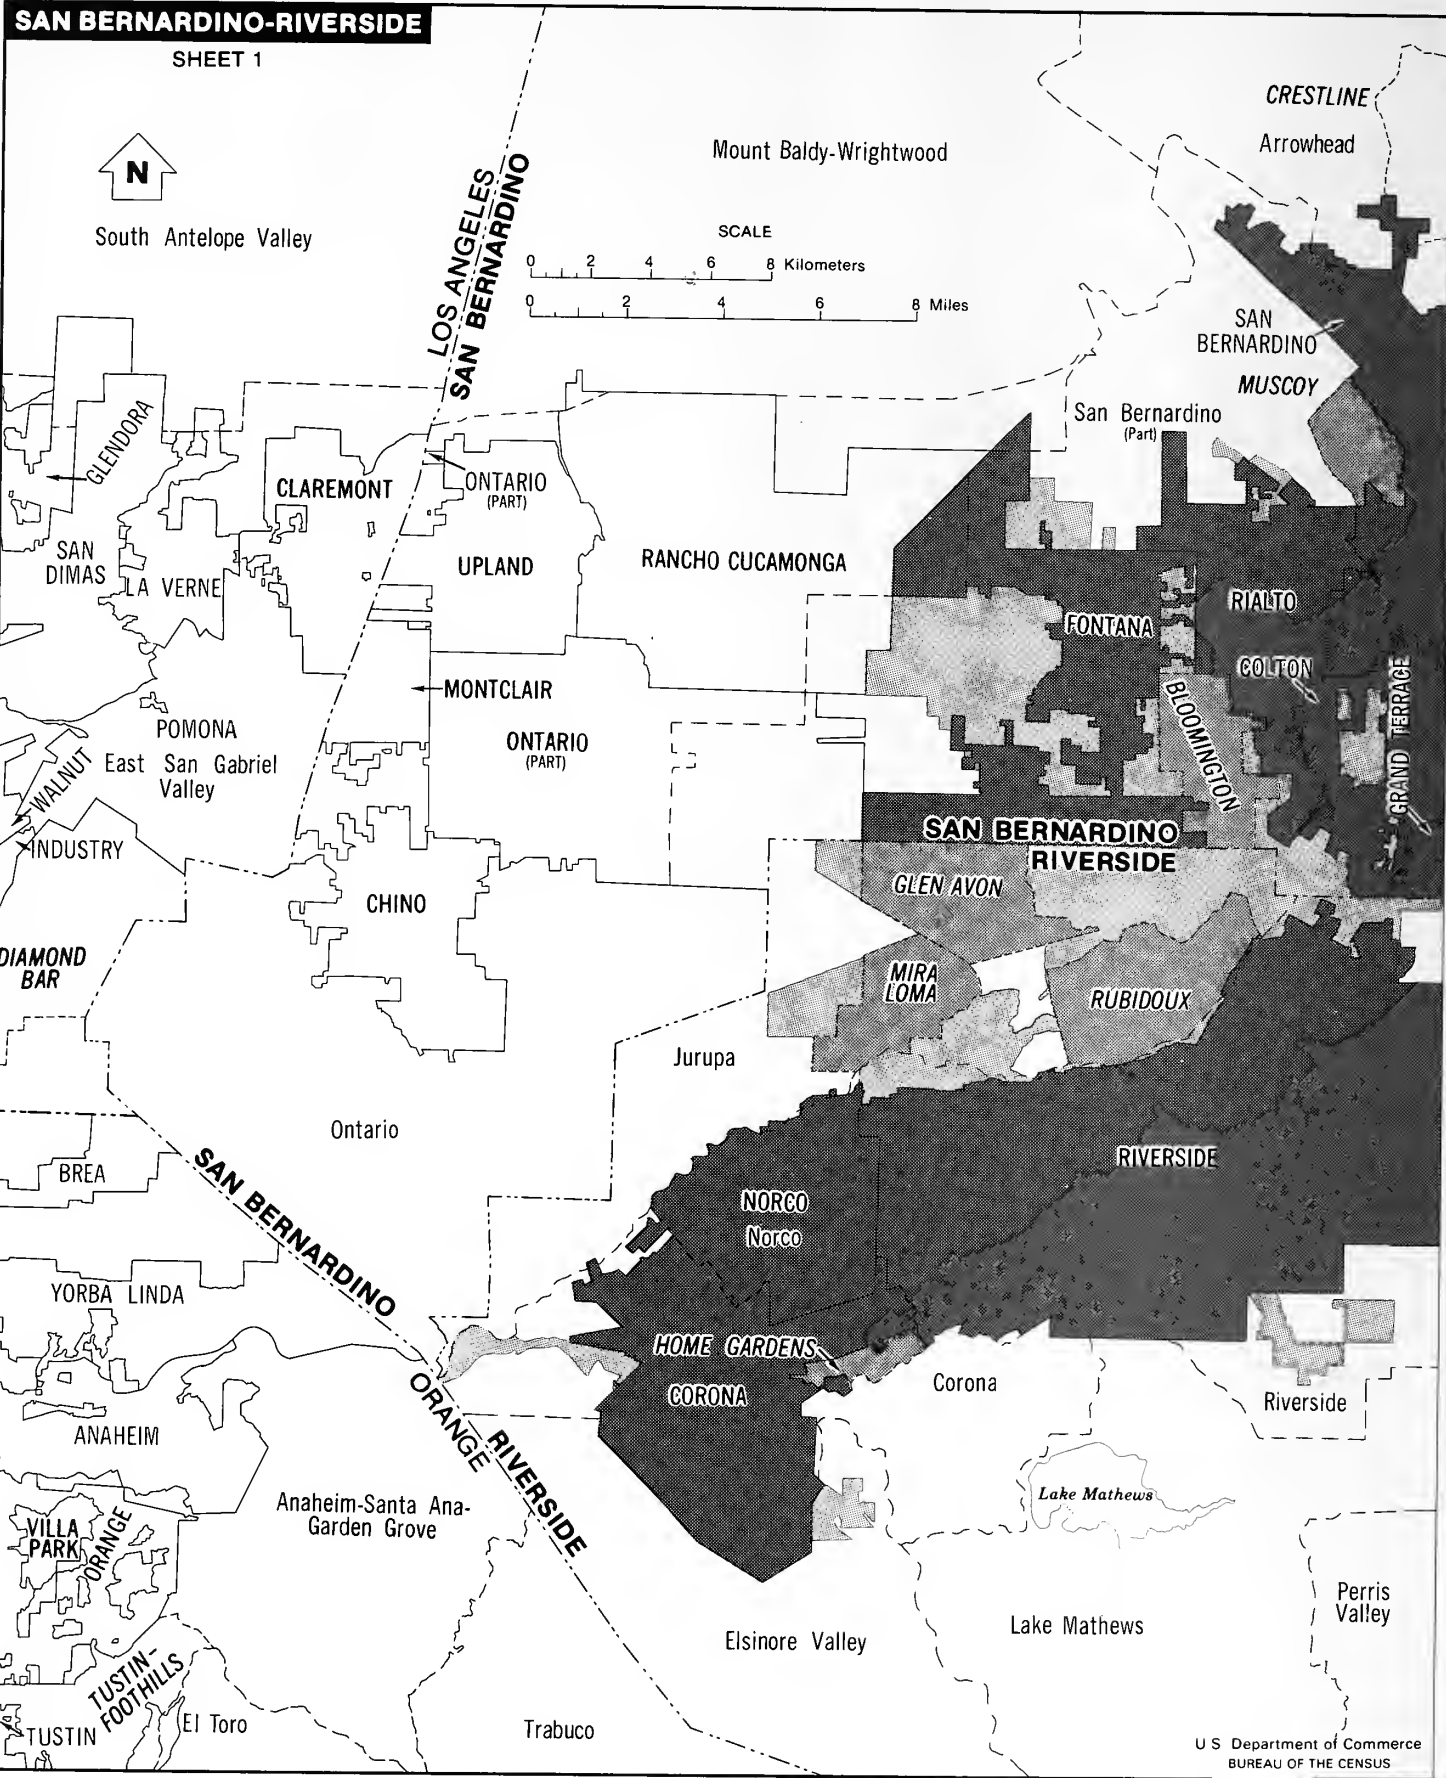 SAN BERNARDINO-RIVERSIDE
SHEET 1
N
South Antelope Valley
LOS ANGELES
SAN BERNARDINO
Mount Baldy-Wrightwood
SCALE
0 2 4 6 8 Kilometers
0 2 4 6 8 Miles
CRESTLINE
Arrowhead
SAN
BERNARDINO
MUSCOY
San Bernardino
(Part)
GLENDORA
CLAREMONT
ONTARIO
(PART)
SAN
DIMAS
LA VERNE
UPLAND
RANCHO CUCAMONGA
FONTANA
RIALTO
COLTON
GRAND TERRACE
BLOOMINGTON
MONTCLAIR
POMONA
East San Gabriel
Valley
ONTARIO
(PART)
WALNUT
INDUSTRY
SAN BERNARDINO
RIVERSIDE
GLEN AVON
CHINO
DIAMOND
BAR
MIRA
LOMA
RUBIDOUX
Jurupa
Ontario
BREA
RIVERSIDE
NORCO
Norco
SAN BERNARDINO
YORBA LINDA
HOME GARDENS
CORONA
Corona
Riverside
ORANGE
RIVERSIDE
ANAHEIM
Anaheim-Santa Ana-
Garden Grove
Lake Mathews
VILLA
PARK
ORANGE
Perris
Valley
Lake Mathews
Elsinore Valley
TUSTIN-
FOOTHILLS
TUSTIN
El Toro
Trabuco
U S Department of Commerce
BUREAU OF THE CENSUS